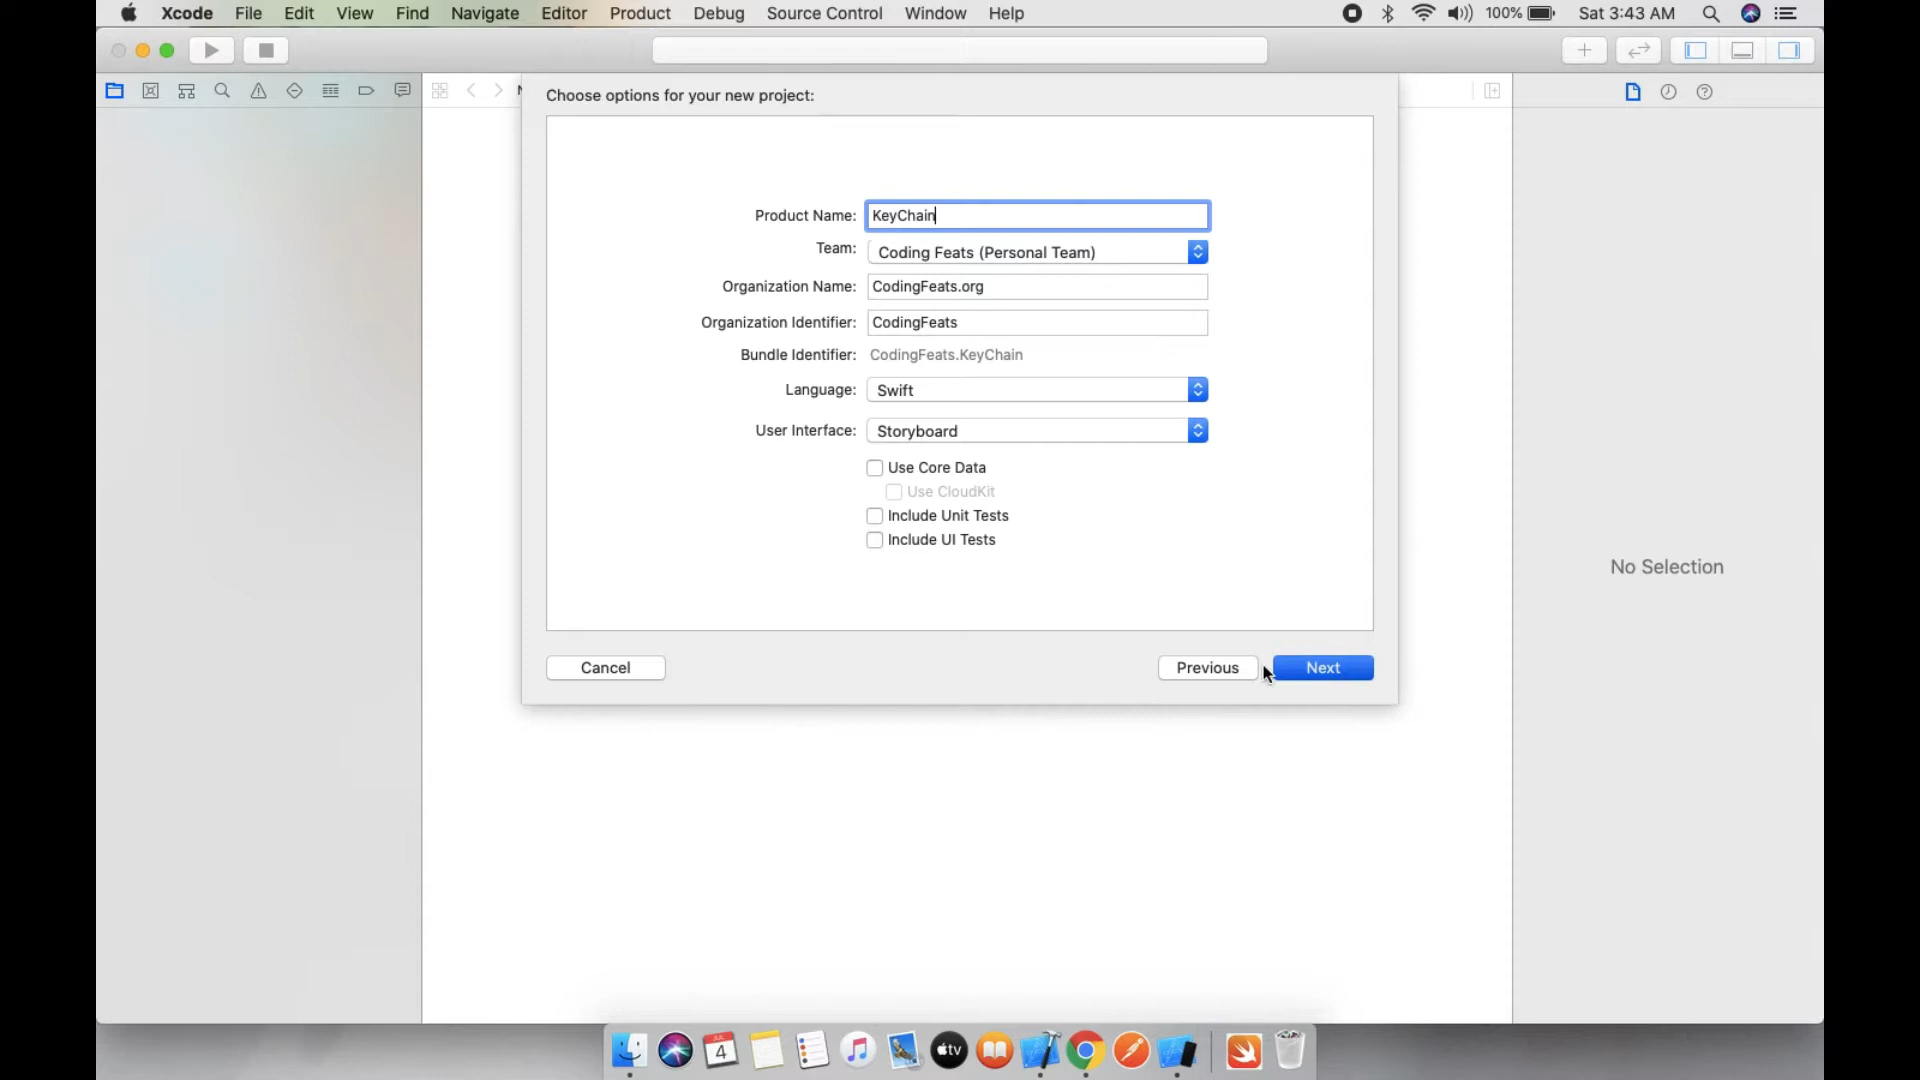 Xcode File Edit View Find Navigate Editor Product Debug Source Control Window Help 100% Sat 3:43 AM
Choose options for your new project:
Product Name: KeyChain
Team: Coding Feats (Personal Team)
Organization Name: CodingFeats.org
Organization Identifier: CodingFeats
Bundle Identifier: CodingFeats.KeyChain
Language: Swift
User Interface: Storyboard
Use Core Data
Use CloudKit
Include Unit Tests
Include UI Tests
No Selection
Cancel Previous Next
JUL
4
tv